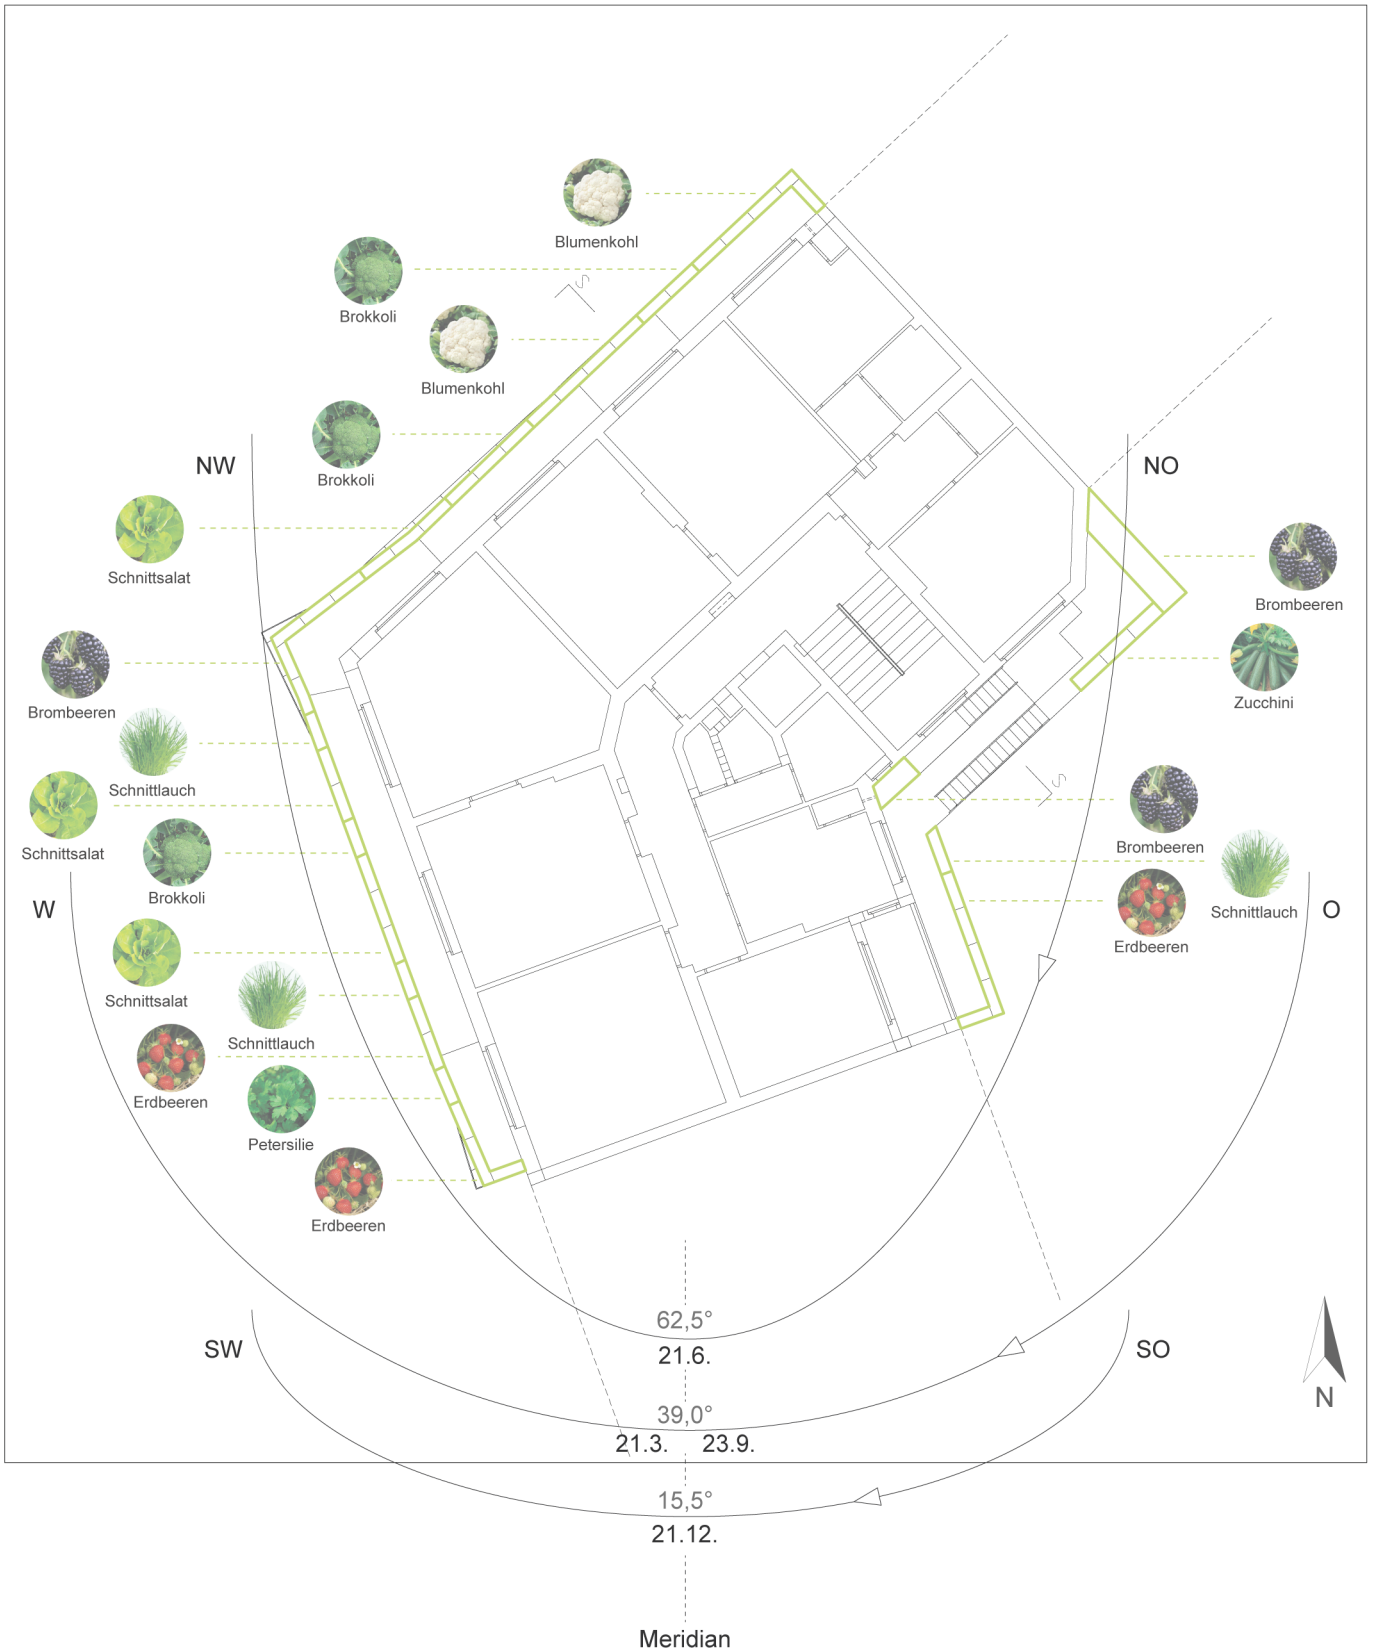 Blumenkohl
Brokkoli
S
Blumenkohl
Brokkoli
NW
NO
Schnittsalat
Brombeeren
Brombeeren
Zucchini
Schnittlauch
S
Schnittsalat
Brombeeren
Brokkoli
W
Schnittlauch
O
Erdbeeren
Schnittsalat
Schnittlauch
Erdbeeren
Petersilie
Erdbeeren
62,5°
SW
21.6.
SO
N
39,0°
21.3. 23.9.
15,5°
21.12.
Meridian